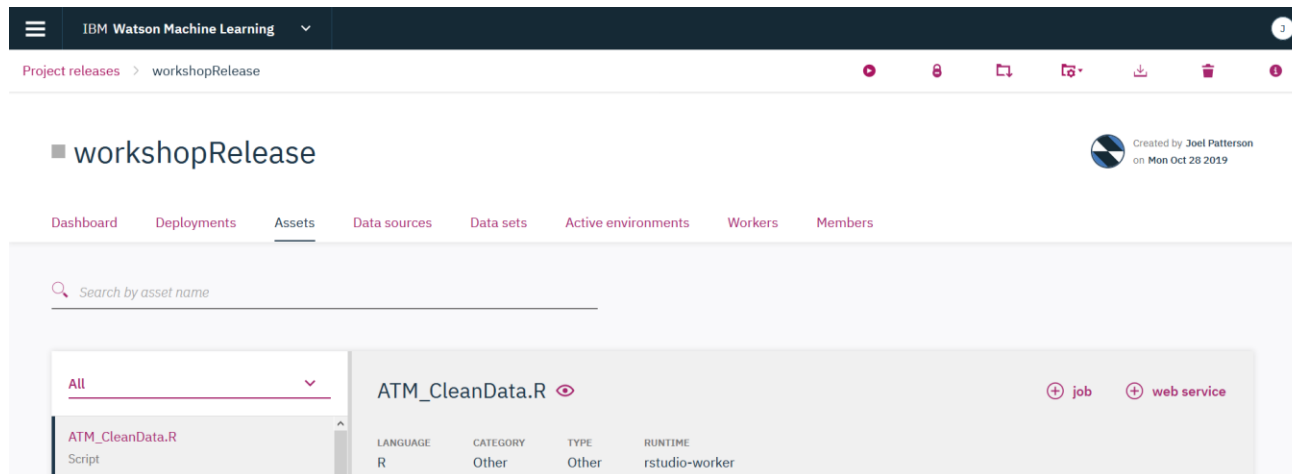 IBM Watson Machine Learning
J
Project releases > workshopRelease
workshopRelease
Created by Joel Patterson
on Mon Oct 28 2019
Dashboard Deployments Assets Data sources Data sets Active environments Workers Members
Search by asset name
All
ATM_CleanData.R
Script
ATM_CleanData.R
job web service
LANGUAGE CATEGORY TYPE RUNTIME
R Other Other rstudio-worker